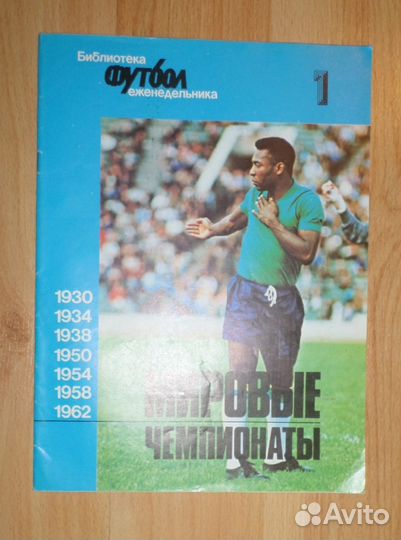 Библиотека
Футбол
еженедельника
1
1930
1934
1938
1950
1954
1958
1962
МИРОВЫЕ
ЧЕМПИОНАТЫ
Avito